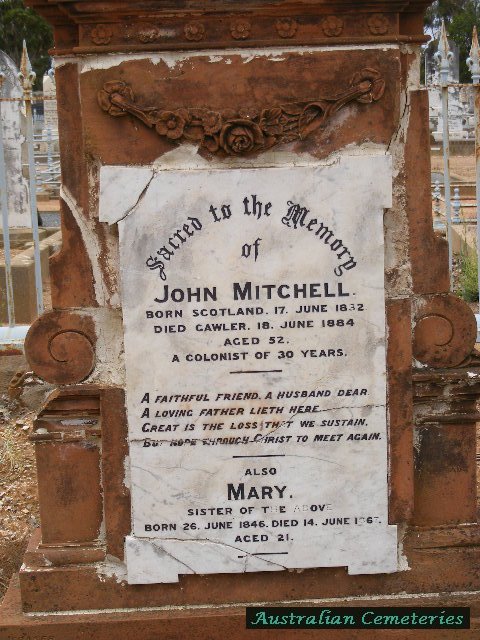 Sacred to the Memory
of
JOHN MITCHELL.
BORN SCOTLAND. 17. JUNE 1832
DIED GAWLER. 18. JUNE 1884
AGED 52.
A COLONIST OF 30 YEARS.
A FAITHFUL FRIEND. A HUSBAND DEAR.
A LOVING FATHER LIETH HERE.
GREAT IS THE LOSS THAT WE SUSTAIN.
BUT HOPE THROUGH CHRIST TO MEET AGAIN.
ALSO
MARY.
SISTER OF THE ABOVE
BORN 26. JUNE 1846. DIED 14. JUNE
AGED 21.
Australian Cemeteries